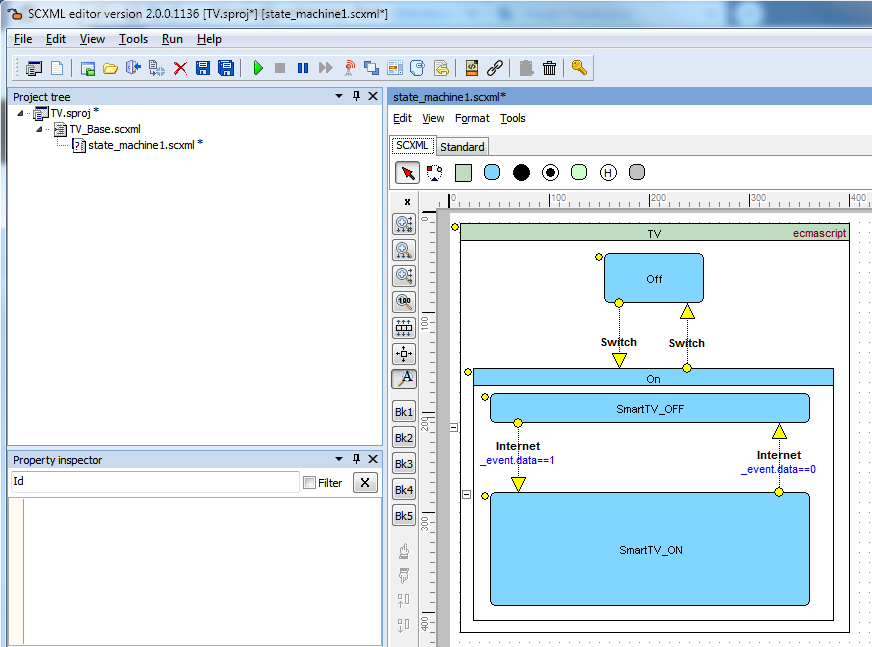 SCXML editor version 2.0.0.1136 [TV.sproj*] [state_machine1.scxml*]
File Edit View Tools Run Help
Project tree
TV.sproj *
TV_Base.scxml
[?] state_machine1.scxml *
Property inspector
Id
Filter X
state_machine1.scxml*
Edit View Format Tools
SCXML Standard
H
0 100 200 300 400
x
100
A
Bk1
Bk2
Bk3
Bk4
Bk5
0
100
200
300
400
TV ecmascript
Off
Switch Switch
On
SmartTV_OFF
Internet
_event.data==1
Internet
_event.data==0
SmartTV_ON